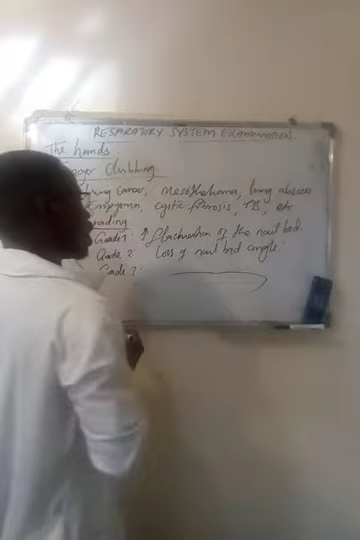 RESPIRATORY SYSTEM EXAMINATION
The hands.
Finger Clubbing
Lung Cancer, Mesothelioma, lung abscess
Empyema, cystic fibrosis, TB, etc
Grading
Grade 1: ↑ fluctuation of the nail bed.
Grade 2 Loss of nail bed angle
Grade 3: